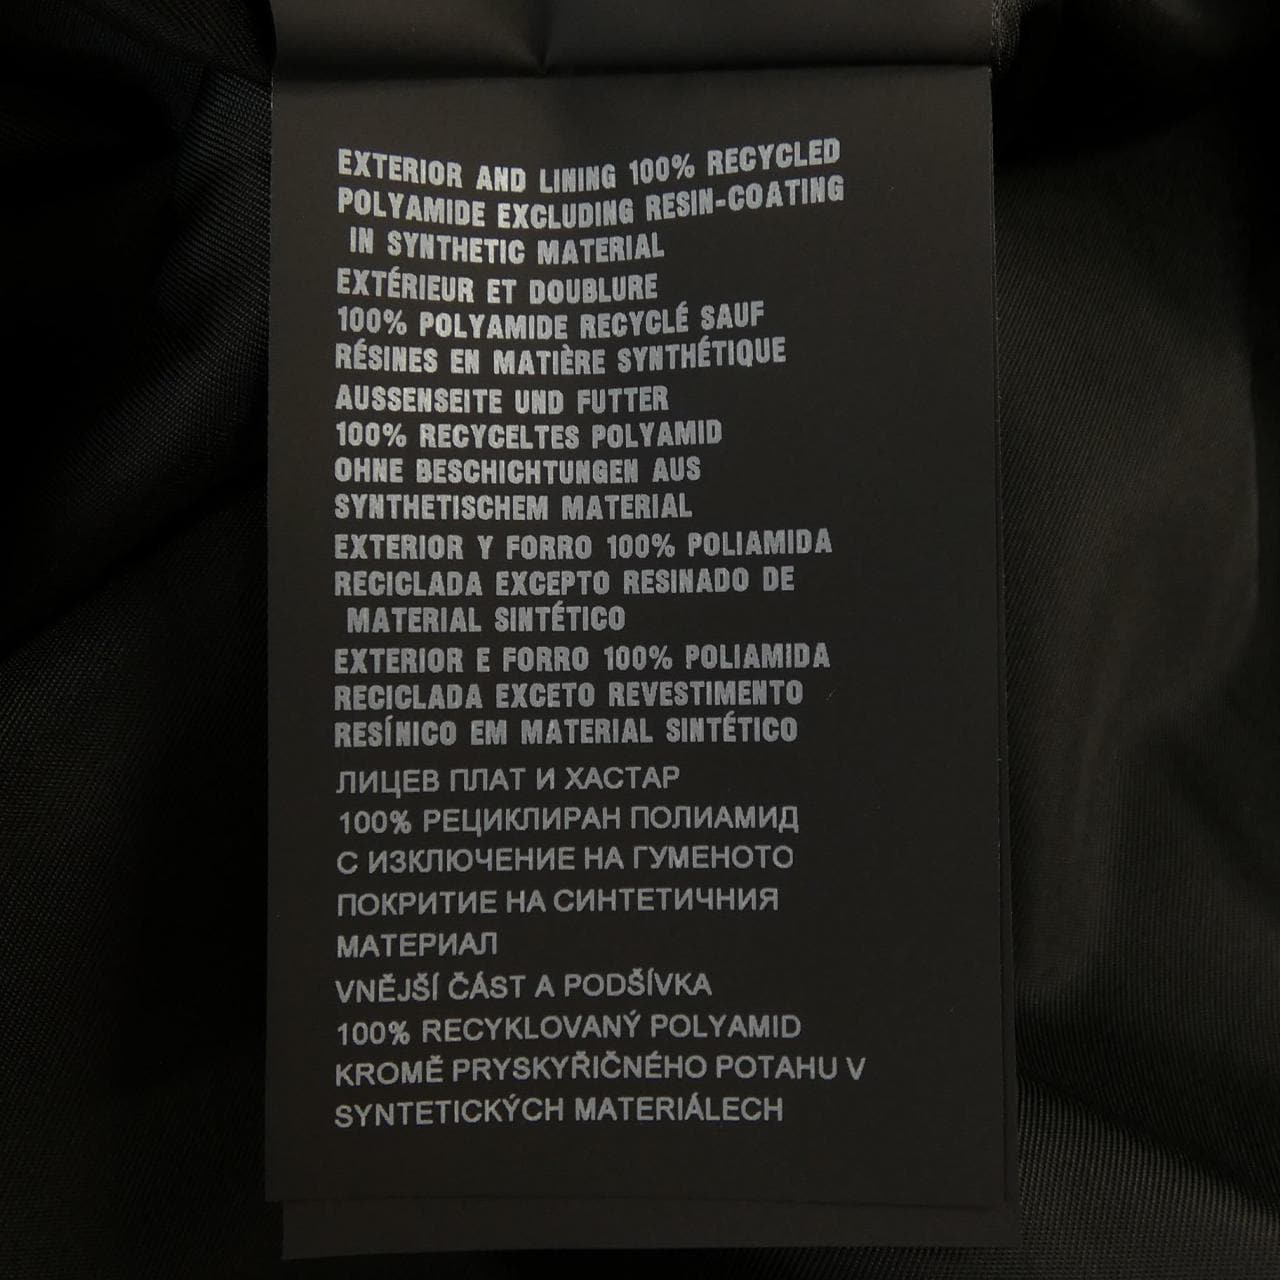 EXTERIOR AND LINING 100% RECYCLED
POLYAMIDE EXCLUDING RESIN-COATING
IN SYNTHETIC MATERIAL
EXTÉRIEUR ET DOUBLURE
100% POLYAMIDE RECYCLÉ SAUF
RÉSINES EN MATIÈRE SYNTHÉTIQUE
AUSSENSEITE UND FUTTER
100% RECYCELTES POLYAMID
OHNE BESCHICHTUNGEN AUS
SYNTHETISCHEM MATERIAL
EXTERIOR Y FORRO 100% POLIAMIDA
RECICLADA EXCEPTO RESINADO DE
MATERIAL SINTÉTICO
EXTERIOR E FORRO 100% POLIAMIDA
RECICLADA EXCETO REVESTIMENTO
RESÍNICO EM MATERIAL SINTÉTICO
ЛИЦЕВ ПЛАТ И ХАСТАР
100% РЕЦИКЛИРАН ПОЛИАМИД
С ИЗКЛЮЧЕНИЕ НА ГУМЕНОТО
ПОКРИТИЕ НА СИНТЕТИЧНИЯ
МАТЕРИАЛ
VNĚJŠÍ ČÁST A PODŠÍVKA
100% RECYKLOVANÝ POLYAMID
KROMĚ PRYSKYŘIČNÉHO POTAHU V
SYNTETICKÝCH MATERIÁLECH